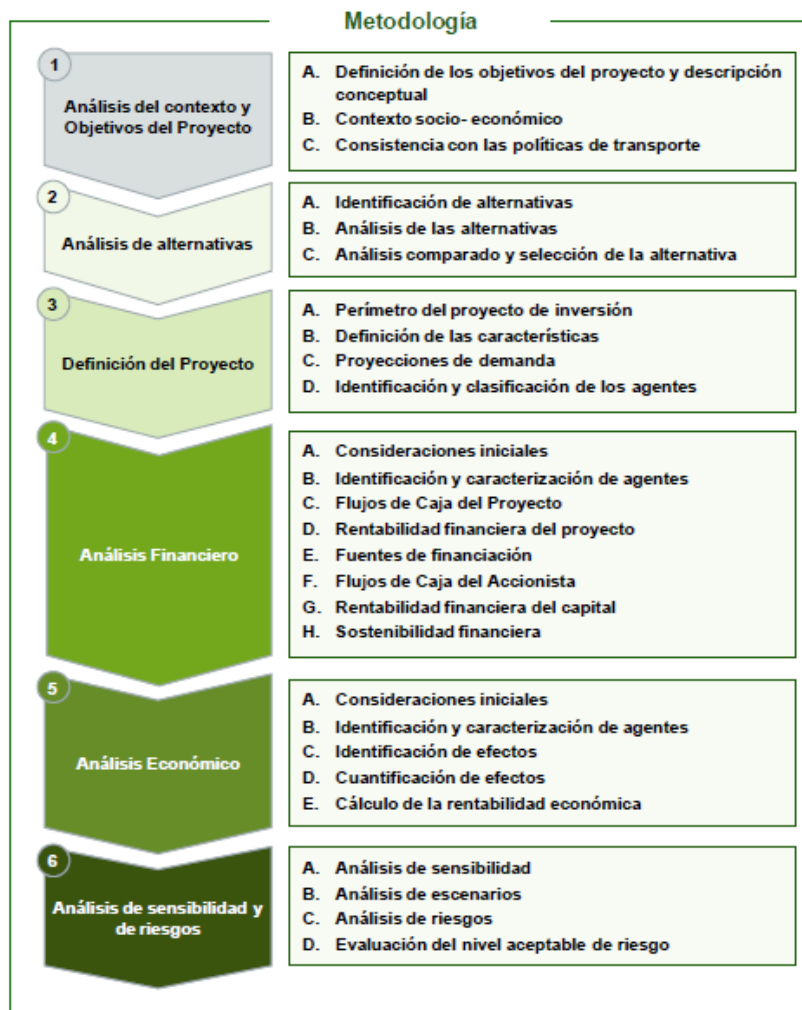 Metodología
1
Análisis del contexto y
Objetivos del Proyecto
A. Definición de los objetivos del proyecto y descripción
conceptual
B. Contexto socio- económico
C. Consistencia con las políticas de transporte
2
Análisis de alternativas
A. Identificación de alternativas
B. Análisis de las alternativas
C. Análisis comparado y selección de la alternativa
3
Definición del Proyecto
A. Perímetro del proyecto de inversión
B. Definición de las características
C. Proyecciones de demanda
D. Identificación y clasificación de los agentes
4
Análisis Financiero
A. Consideraciones iniciales
B. Identificación y caracterización de agentes
C. Flujos de Caja del Proyecto
D. Rentabilidad financiera del proyecto
E. Fuentes de financiación
F. Flujos de Caja del Accionista
G. Rentabilidad financiera del capital
H. Sostenibilidad financiera
5
Análisis Económico
A. Consideraciones iniciales
B. Identificación y caracterización de agentes
C. Identificación de efectos
D. Cuantificación de efectos
E. Cálculo de la rentabilidad económica
6
Análisis de sensibilidad y
de riesgos
A. Análisis de sensibilidad
B. Análisis de escenarios
C. Análisis de riesgos
D. Evaluación del nivel aceptable de riesgo